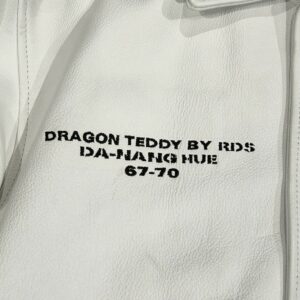 DRAGON TEDDY BY RDS
DA-NANG HUE
67-70